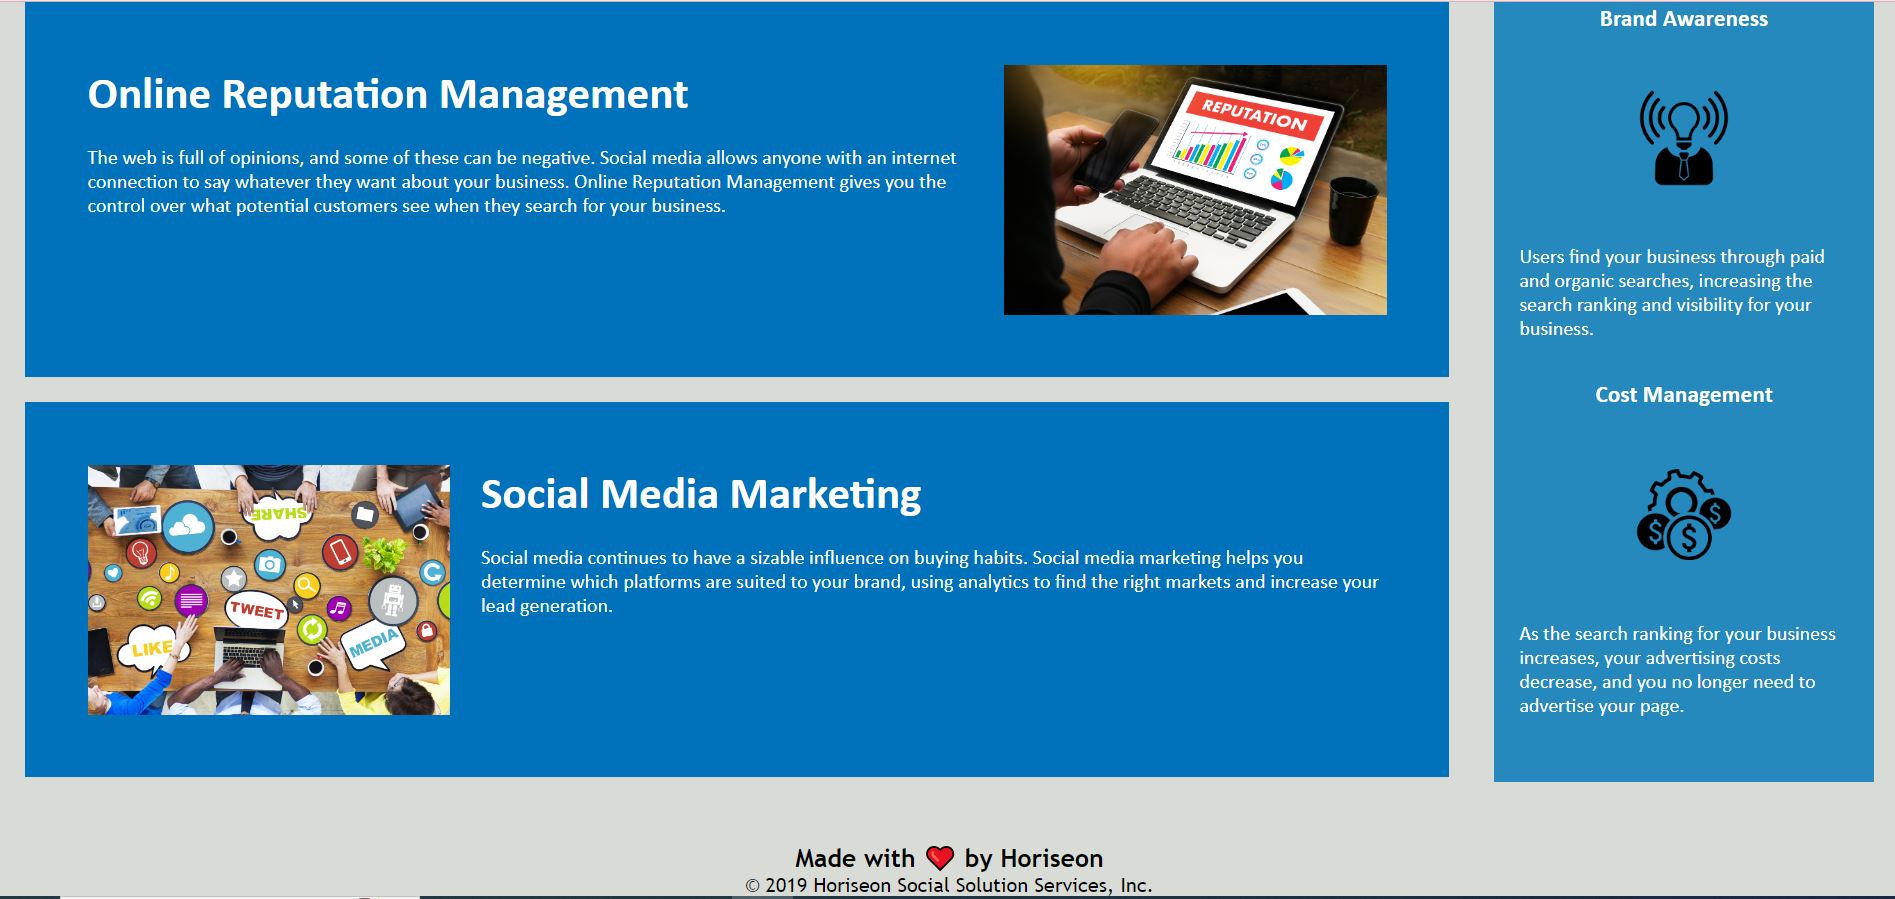 Online Reputation Management
The web is full of opinions, and some of these can be negative. Social media allows anyone with an internet
connection to say whatever they want about your business. Online Reputation Management gives you the
control over what potential customers see when they search for your business.
REPUTATION
SHARE
TWEET
LIKE
MEDIA
Social Media Marketing
Social media continues to have a sizable influence on buying habits. Social media marketing helps you
determine which platforms are suited to your brand, using analytics to find the right markets and increase your
lead generation.
Brand Awareness
Users find your business through paid
and organic searches, increasing the
search ranking and visibility for your
business.
Cost Management
$ $ $
As the search ranking for your business
increases, your advertising costs
decrease, and you no longer need to
advertise your page.
Made with ❤️ by Horiseon
© 2019 Horiseon Social Solution Services, Inc.